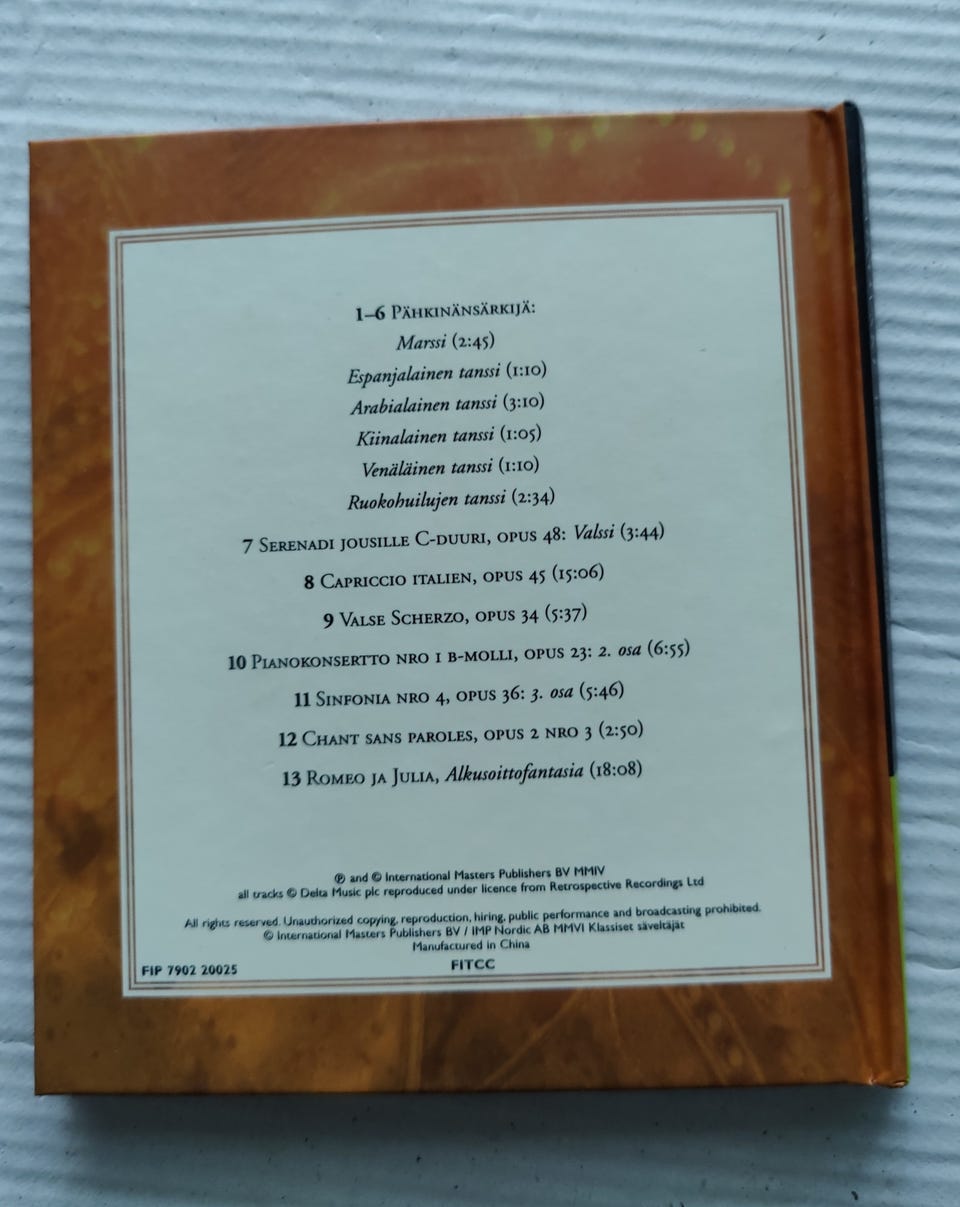 1–6 Pähkinänsärkijä:
Marssi (2:45)
Espanjalainen tanssi (1:10)
Arabialainen tanssi (3:10)
Kiinalainen tanssi (1:05)
Venäläinen tanssi (1:10)
Ruokohuilujen tanssi (2:34)
7 Serenadi jousille C-duuri, opus 48: Valssi (3:44)
8 Capriccio italien, opus 45 (15:06)
9 Valse Scherzo, opus 34 (5:37)
10 Pianokonsertto nro 1 b-molli, opus 23: 2. osa (6:55)
11 Sinfonia nro 4, opus 36: 3. osa (5:46)
12 Chant sans paroles, opus 2 nro 3 (2:50)
13 Romeo ja Julia, Alkusoittofantasia (18:08)
℗ and © International Masters Publishers BV MMIV
all tracks © Delta Music plc reproduced under licence from Retrospective Recordings Ltd
All rights reserved. Unauthorized copying, reproduction, hiring, public performance and broadcasting prohibited.
© International Masters Publishers BV / IMP Nordic AB MMVI Klassiset säveltäjät
Manufactured in China
FIP 7902 20025
FITCC